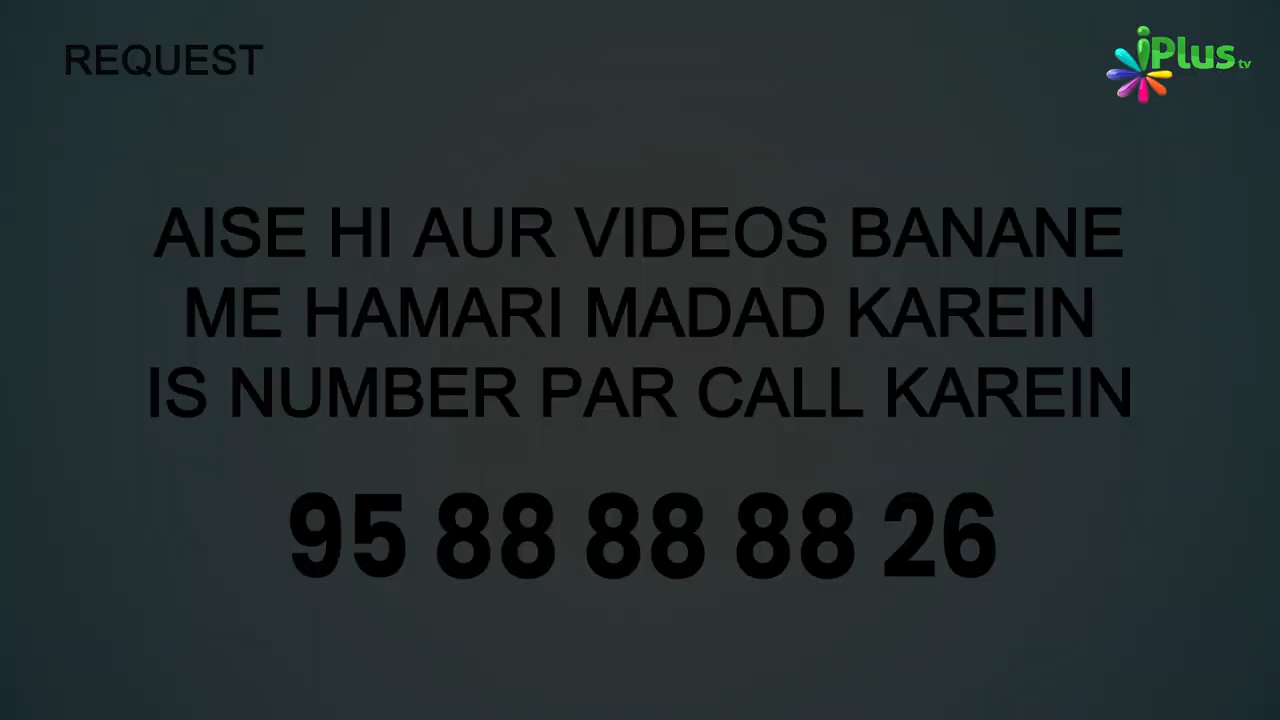 REQUEST
iPlus tv
AISE HI AUR VIDEOS BANANE
ME HAMARI MADAD KAREIN
IS NUMBER PAR CALL KAREIN
95 88 88 88 26